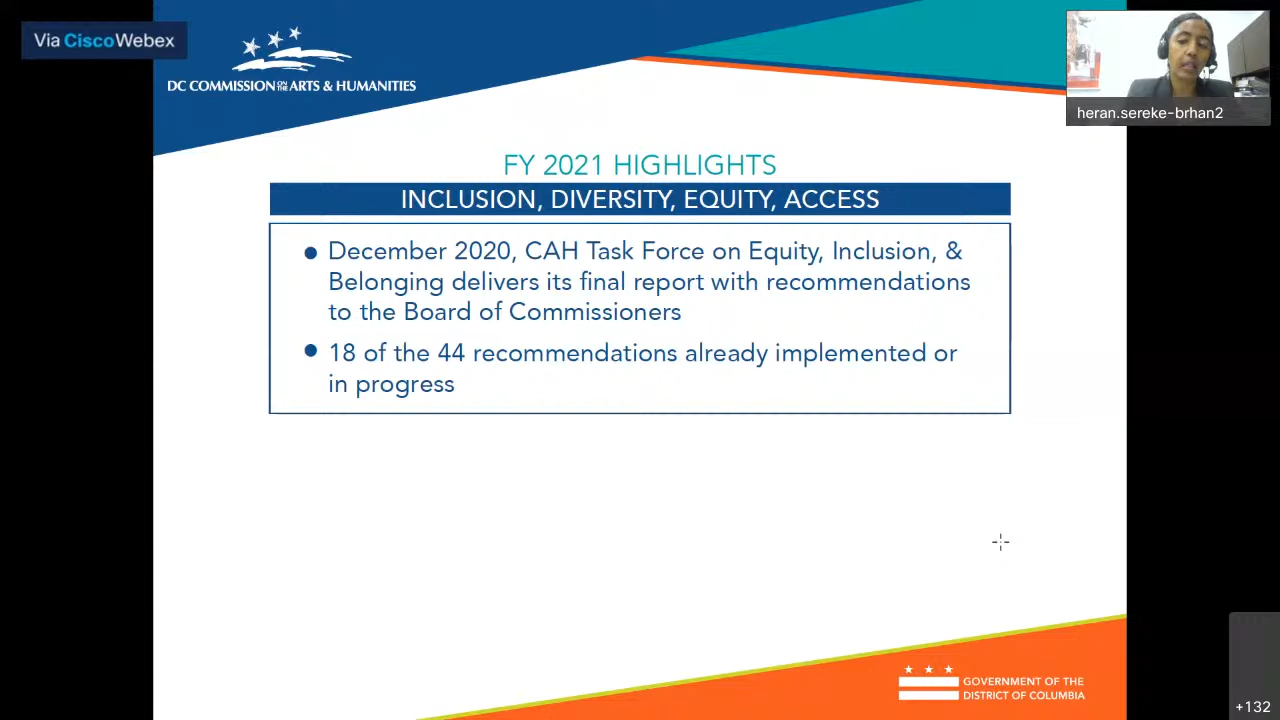 Via CiscoWebex
DC COMMISSION ON THE ARTS & HUMANITIES
heran.sereke-brhan2
FY 2021 HIGHLIGHTS
INCLUSION, DIVERSITY, EQUITY, ACCESS
● December 2020, CAH Task Force on Equity, Inclusion, &
Belonging delivers its final report with recommendations
to the Board of Commissioners
● 18 of the 44 recommendations already implemented or
in progress
GOVERNMENT OF THE
DISTRICT OF COLUMBIA
+132